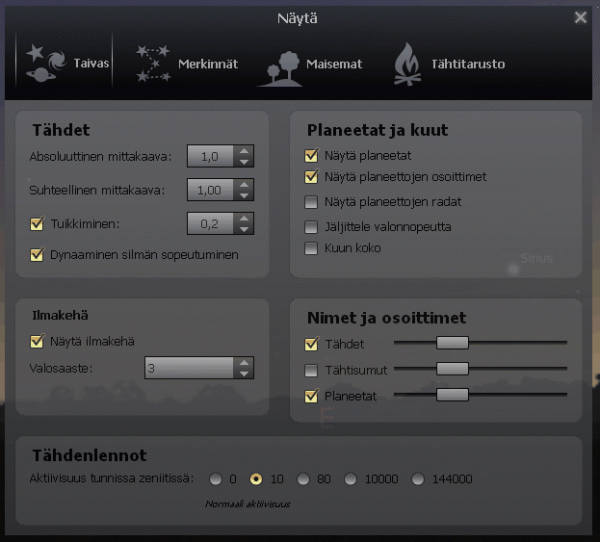 Näytä
Taivas
Merkinnät
Maisemat
Tähtitarusto
Tähdet
Absoluuttinen mittakaava: 1,0
Suhteellinen mittakaava: 1,00
Tuikkiminen: 0,2
Dynaaminen silmän sopeutuminen
Planeetat ja kuut
Näytä planeetat
Näytä planeettojen osoittimet
Näytä planeettojen radat
Jäljittele valonnopeutta
Kuun koko
Sirius
Ilmakehä
Näytä ilmakehä
Valosaaste: 3
Nimet ja osoittimet
Tähdet
Tähtisumut
Planeetat
E
Tähdenlennot
Aktiivisuus tunnissa zeniitissä: 0 10 80 10000 144000
Normaali aktiivisuus